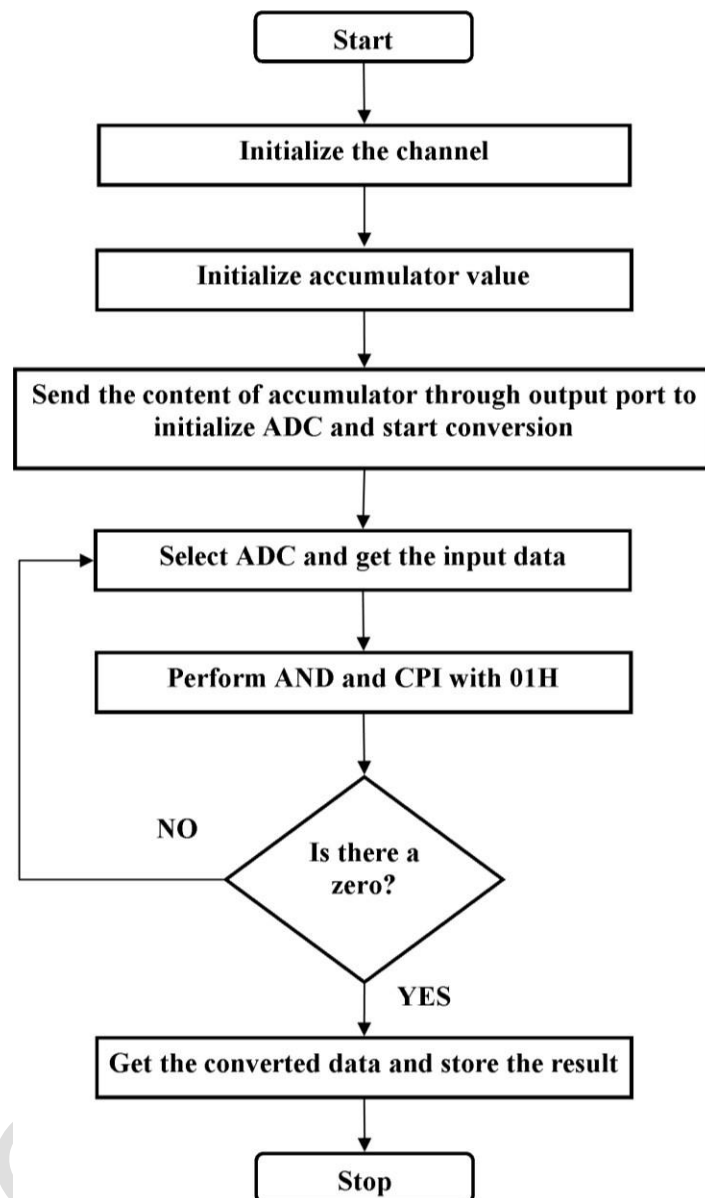 Start
Initialize the channel
Initialize accumulator value
Send the content of accumulator through output port to
initialize ADC and start conversion
Select ADC and get the input data
Perform AND and CPI with 01H
NO
Is there a
zero?
YES
Get the converted data and store the result
Stop